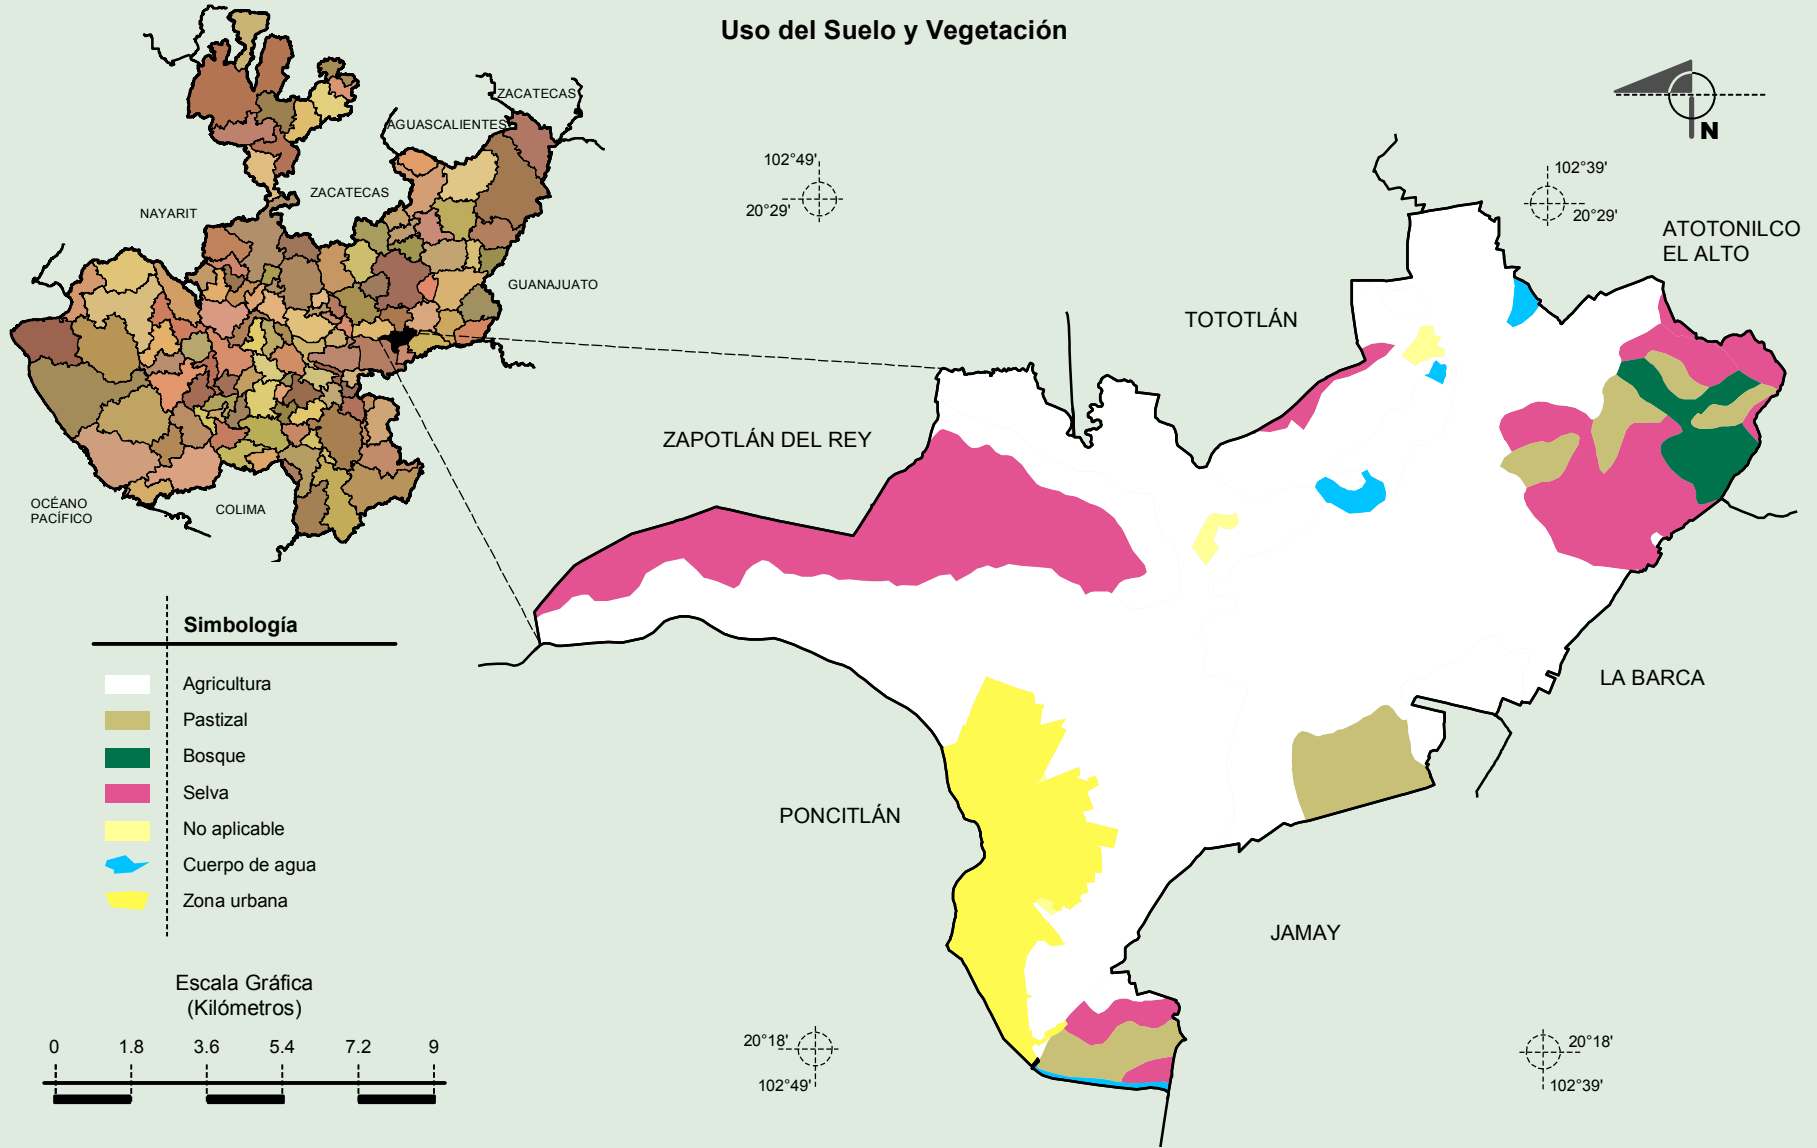 Uso del Suelo y Vegetación
ZACATECAS
AGUASCALIENTES
ZACATECAS
NAYARIT
GUANAJUATO
OCÉANO
PACÍFICO
COLIMA
N
102°49'
20°29'
102°39'
20°29'
ATOTONILCO
EL ALTO
TOTOTLÁN
ZAPOTLÁN DEL REY
LA BARCA
PONCITLÁN
JAMAY
Simbología
Agricultura
Pastizal
Bosque
Selva
No aplicable
Cuerpo de agua
Zona urbana
Escala Gráfica
(Kilómetros)
0 1.8 3.6 5.4 7.2 9
20°18'
102°49'
20°18'
102°39'